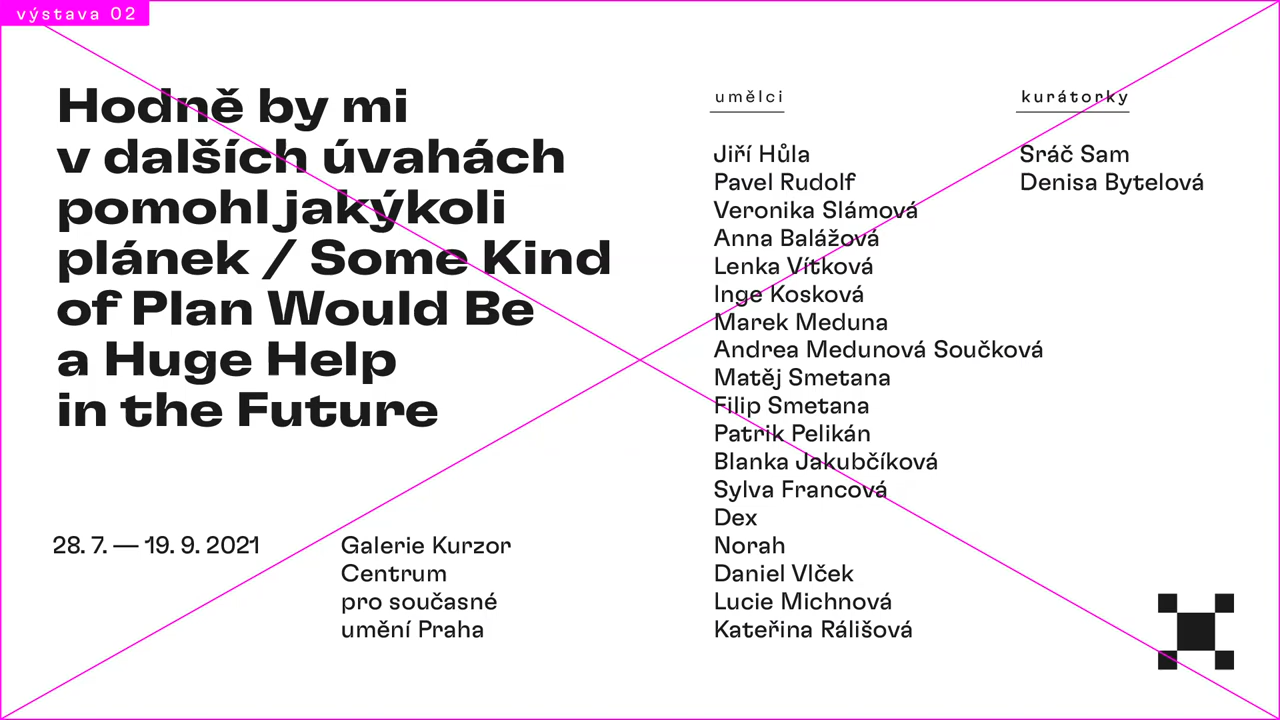 výstava 02
Hodně by mi
v dalších úvahách
pomohl jakýkoli
plánek / Some Kind
of Plan Would Be
a Huge Help
in the Future
28. 7. — 19. 9. 2021
Galerie Kurzor
Centrum
pro současné
umění Praha
umělci
Jiří Hůla
Pavel Rudolf
Veronika Slámová
Anna Balážová
Lenka Vítková
Inge Kosková
Marek Meduna
Andrea Medunová Součková
Matěj Smetana
Filip Smetana
Patrik Pelikán
Blanka Jakubčíková
Sylva Francová
Dex
Norah
Daniel Vlček
Lucie Michnová
Kateřina Rálišová
kurátorky
Sráč Sam
Denisa Bytelová